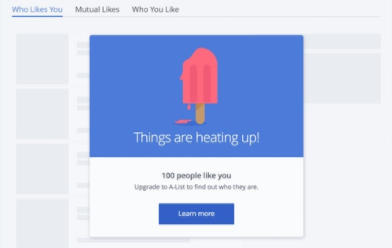 Who Likes You Mutual Likes Who You Like
Things are heating up!
100 people like you
Upgrade to A-List to find out who they are.
Learn more